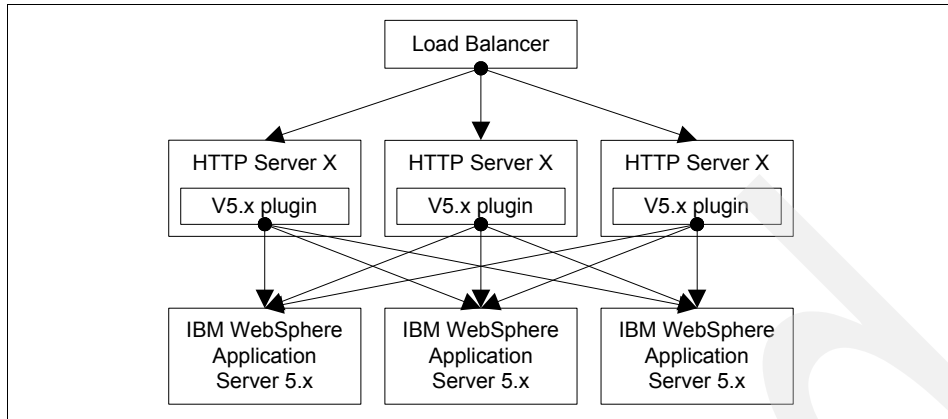 Load Balancer
HTTP Server X
HTTP Server X
HTTP Server X
V5.x plugin
V5.x plugin
V5.x plugin
IBM WebSphere
Application
Server 5.x
IBM WebSphere
Application
Server 5.x
IBM WebSphere
Application
Server 5.x